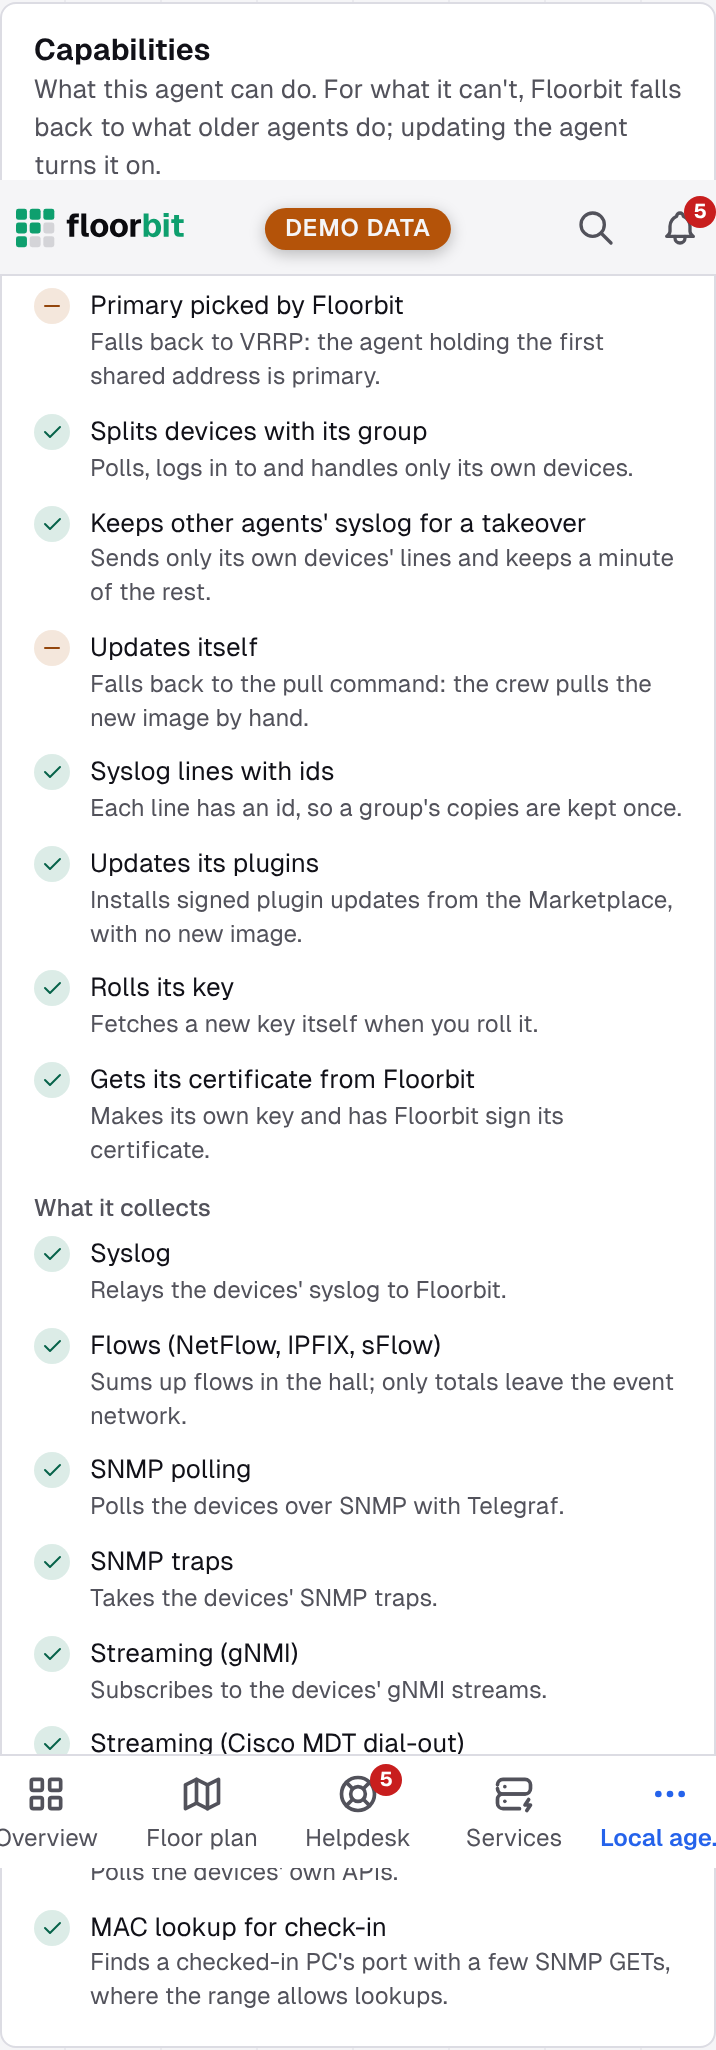 Capabilities
What this agent can do. For what it can't, Floorbit falls
back to what older agents do; updating the agent
turns it on.
floorbit
DEMO DATA
5
Primary picked by Floorbit
Falls back to VRRP: the agent holding the first
shared address is primary.
Splits devices with its group
Polls, logs in to and handles only its own devices.
Keeps other agents' syslog for a takeover
Sends only its own devices' lines and keeps a minute
of the rest.
Updates itself
Falls back to the pull command: the crew pulls the
new image by hand.
Syslog lines with ids
Each line has an id, so a group's copies are kept once.
Updates its plugins
Installs signed plugin updates from the Marketplace,
with no new image.
Rolls its key
Fetches a new key itself when you roll it.
Gets its certificate from Floorbit
Makes its own key and has Floorbit sign its
certificate.
What it collects
Syslog
Relays the devices' syslog to Floorbit.
Flows (NetFlow, IPFIX, sFlow)
Sums up flows in the hall; only totals leave the event
network.
SNMP polling
Polls the devices over SNMP with Telegraf.
SNMP traps
Takes the devices' SNMP traps.
Streaming (gNMI)
Subscribes to the devices' gNMI streams.
Streaming (Cisco MDT dial-out)
5
Overview
Floor plan
Helpdesk
Services
Local age.
Polls the devices' own APIs.
MAC lookup for check-in
Finds a checked-in PC's port with a few SNMP GETs,
where the range allows lookups.